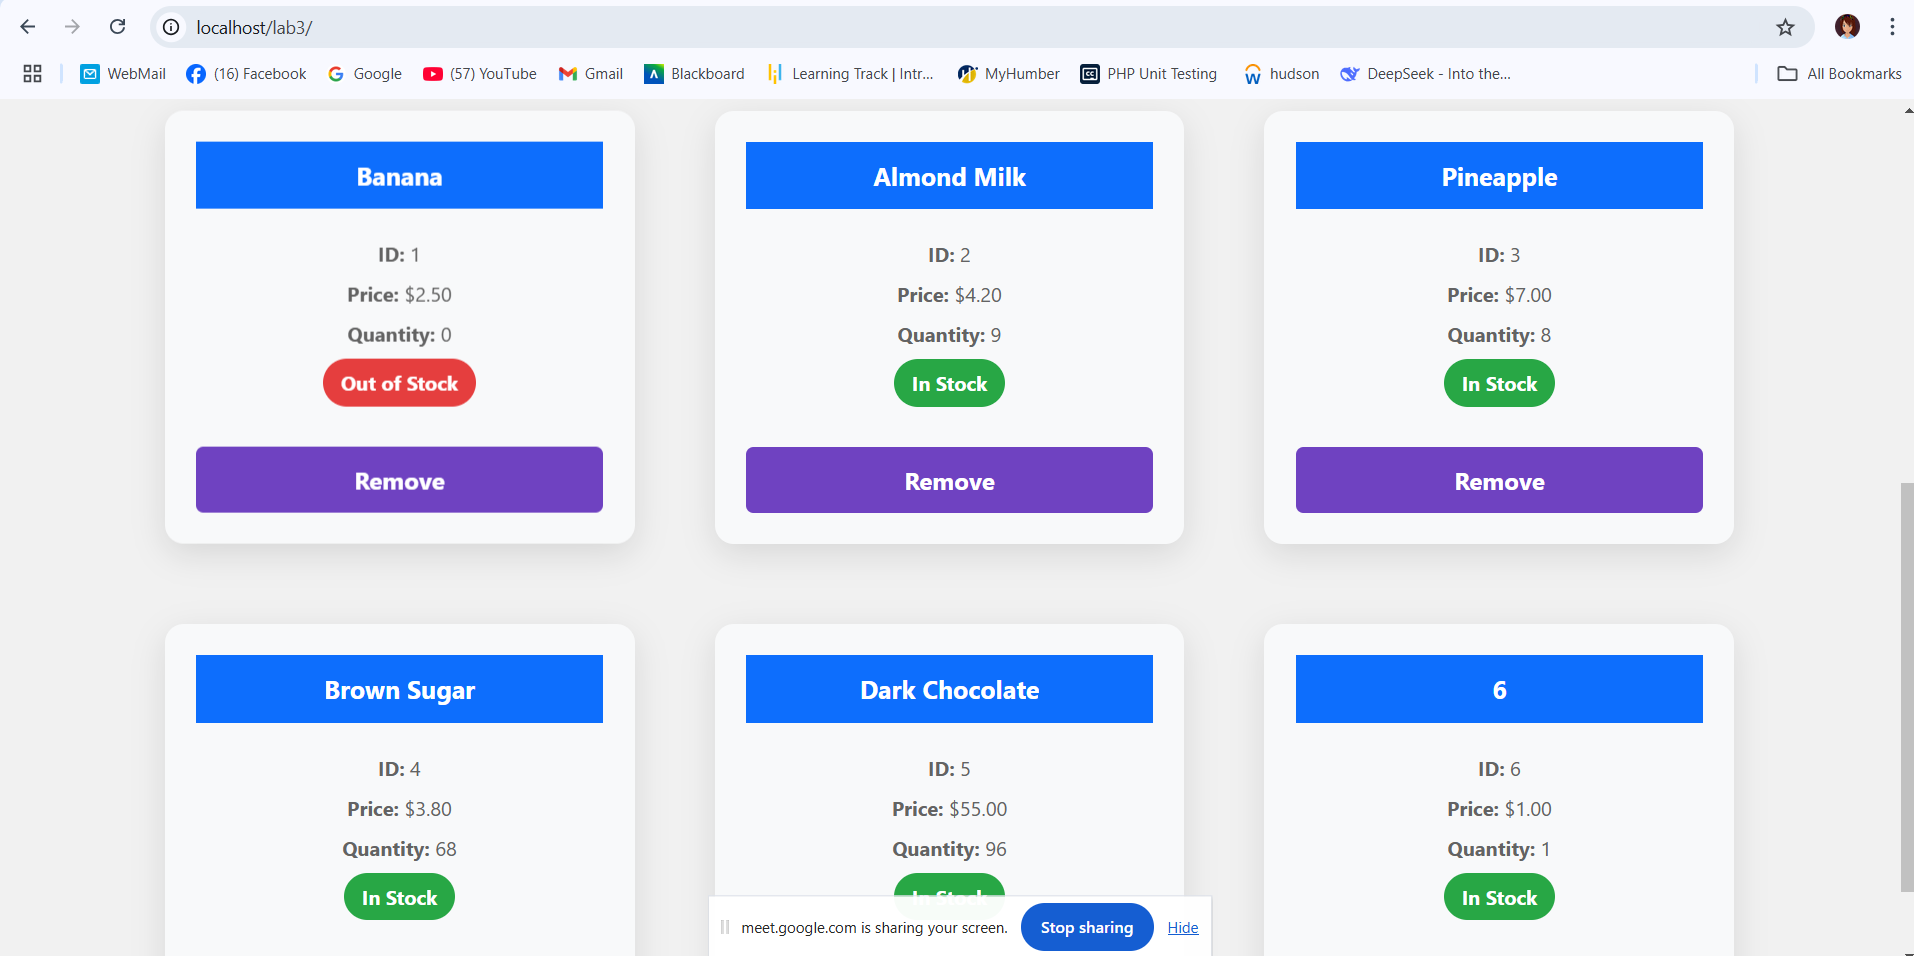 localhost/lab3/
WebMail (16) Facebook Google (57) YouTube Gmail Blackboard Learning Track | Intr... MyHumber PHP Unit Testing hudson DeepSeek - Into the... All Bookmarks
Banana
ID: 1
Price: $2.50
Quantity: 0
Out of Stock
Remove
Almond Milk
ID: 2
Price: $4.20
Quantity: 9
In Stock
Remove
Pineapple
ID: 3
Price: $7.00
Quantity: 8
In Stock
Remove
Brown Sugar
ID: 4
Price: $3.80
Quantity: 68
In Stock
Dark Chocolate
ID: 5
Price: $55.00
Quantity: 96
In Stock
6
ID: 6
Price: $1.00
Quantity: 1
In Stock
meet.google.com is sharing your screen. Stop sharing Hide